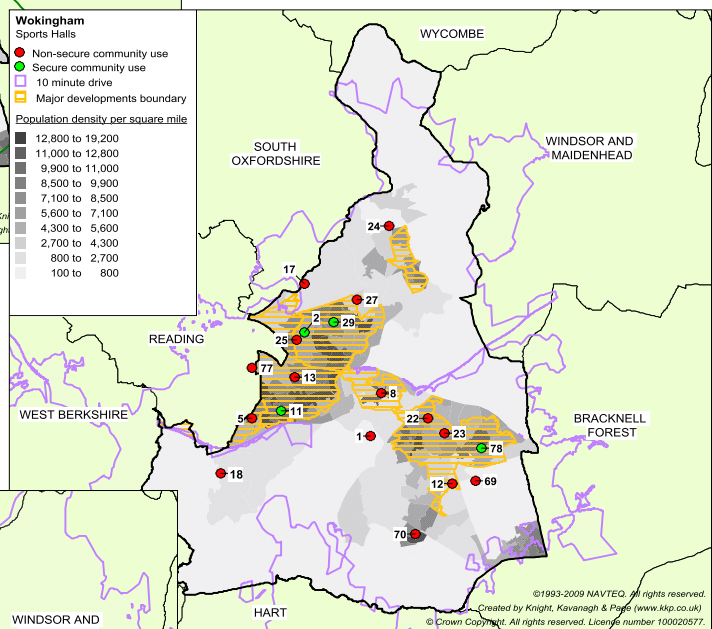 Wokingham
Sports Halls
Non-secure community use
Secure community use
10 minute drive
Major developments boundary
Population density per square mile
12,800 to 19,200
11,000 to 12,800
9,900 to 11,000
8,500 to 9,900
7,100 to 8,500
5,600 to 7,100
4,300 to 5,600
2,700 to 4,300
800 to 2,700
100 to 800
WYCOMBE
SOUTH
OXFORDSHIRE
WINDSOR AND
MAIDENHEAD
24
17
27
2
29
25
READING
77
13
8
WEST BERKSHIRE
5
11
22
BRACKNELL
FOREST
23
1
78
18
12
69
70
©1993-2009 NAVTEQ. All rights reserved.
Created by Knight, Kavanagh & Page (www.kkp.co.uk)
© Crown Copyright. All rights reserved. License number 100020577.
HART
WINDSOR AND